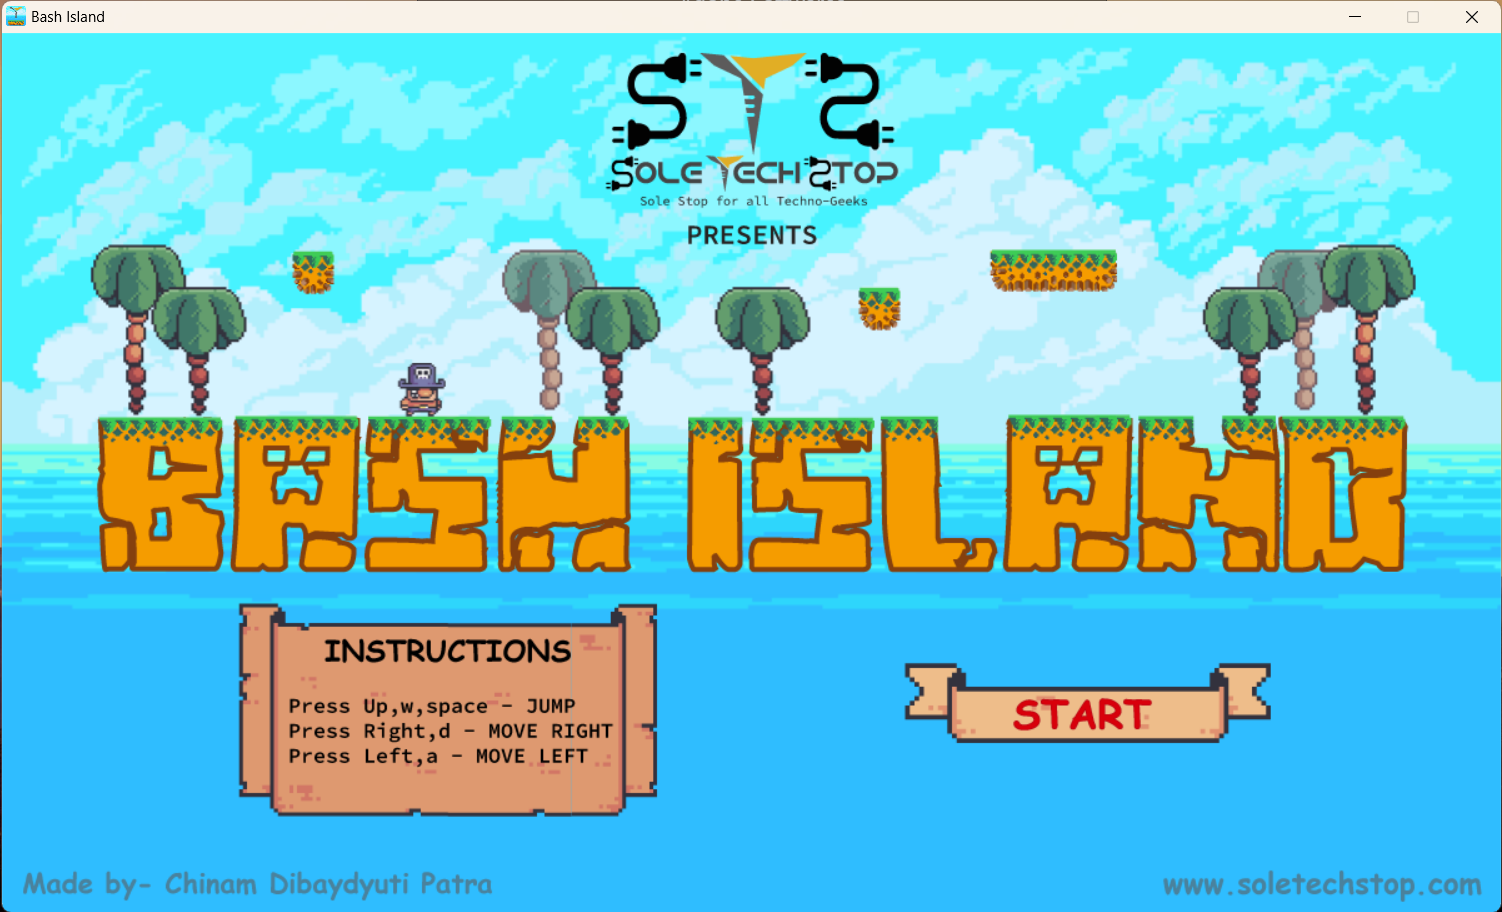 Bash Island
SOLE TECH STOP
Sole Stop for all Techno-Geeks
PRESENTS
BASH ISLAND
INSTRUCTIONS
Press Up,w,space - JUMP
Press Right,d - MOVE RIGHT
Press Left,a - MOVE LEFT
START
Made by- Chinam Dibaydyuti Patra
www.soletechstop.com